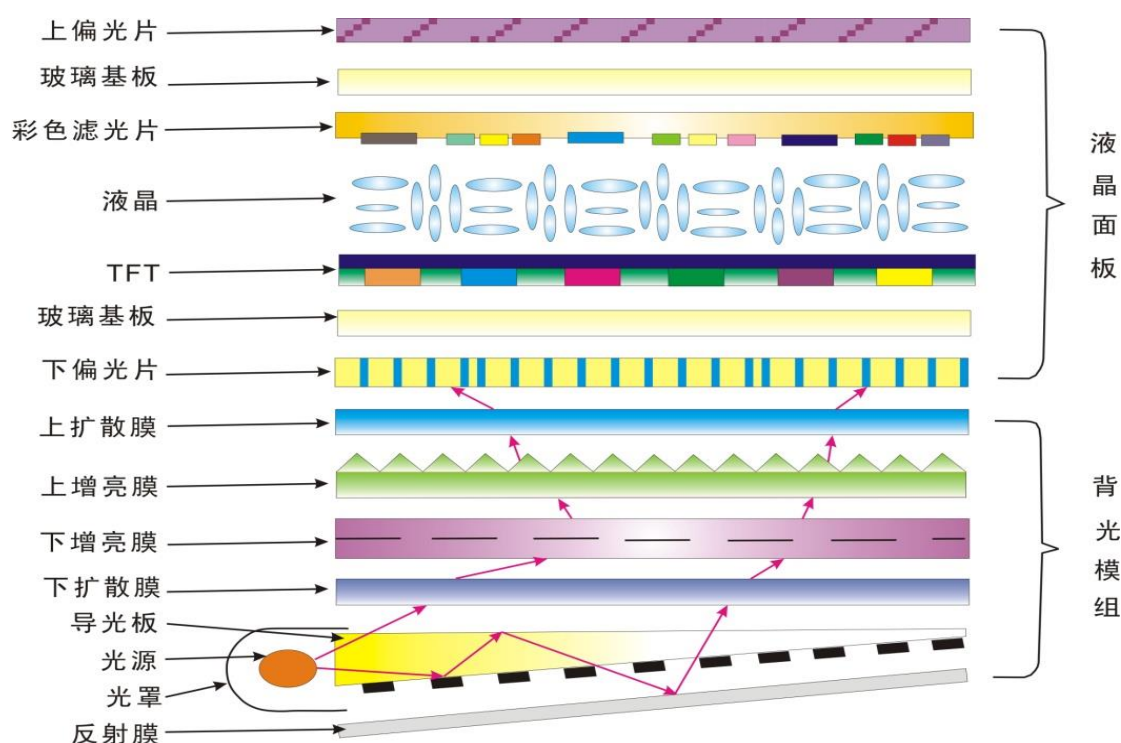 上偏光片
玻璃基板
彩色滤光片
液晶
TFT
玻璃基板
下偏光片
上扩散膜
上增亮膜
下增亮膜
下扩散膜
导光板
光源
光罩
反射膜
液晶面板
背光模组